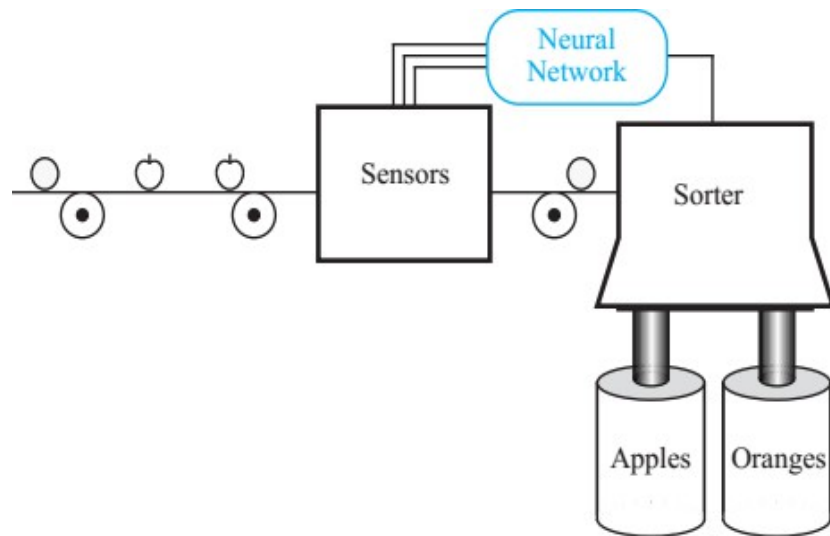 Neural
Network
Sensors
Sorter
Apples
Oranges